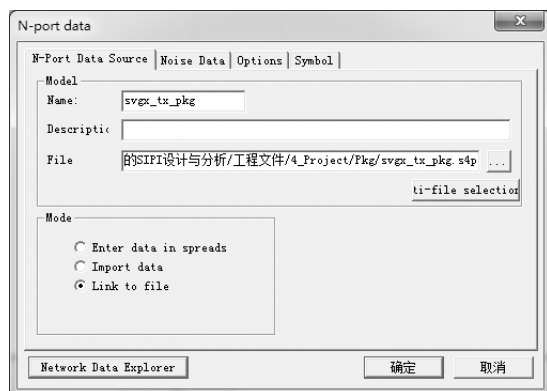 N-port data
N-Port Data Source Noise Data Options Symbol
Model
Name: svgx_tx_pkg
Descriptic
File 的SIPI设计与分析/工程文件/4_Project/Pkg/svgx_tx_pkg.s4p ...
ti-file selection
Mode
Enter data in spreads
Import data
Link to file
Network Data Explorer 确定 取消